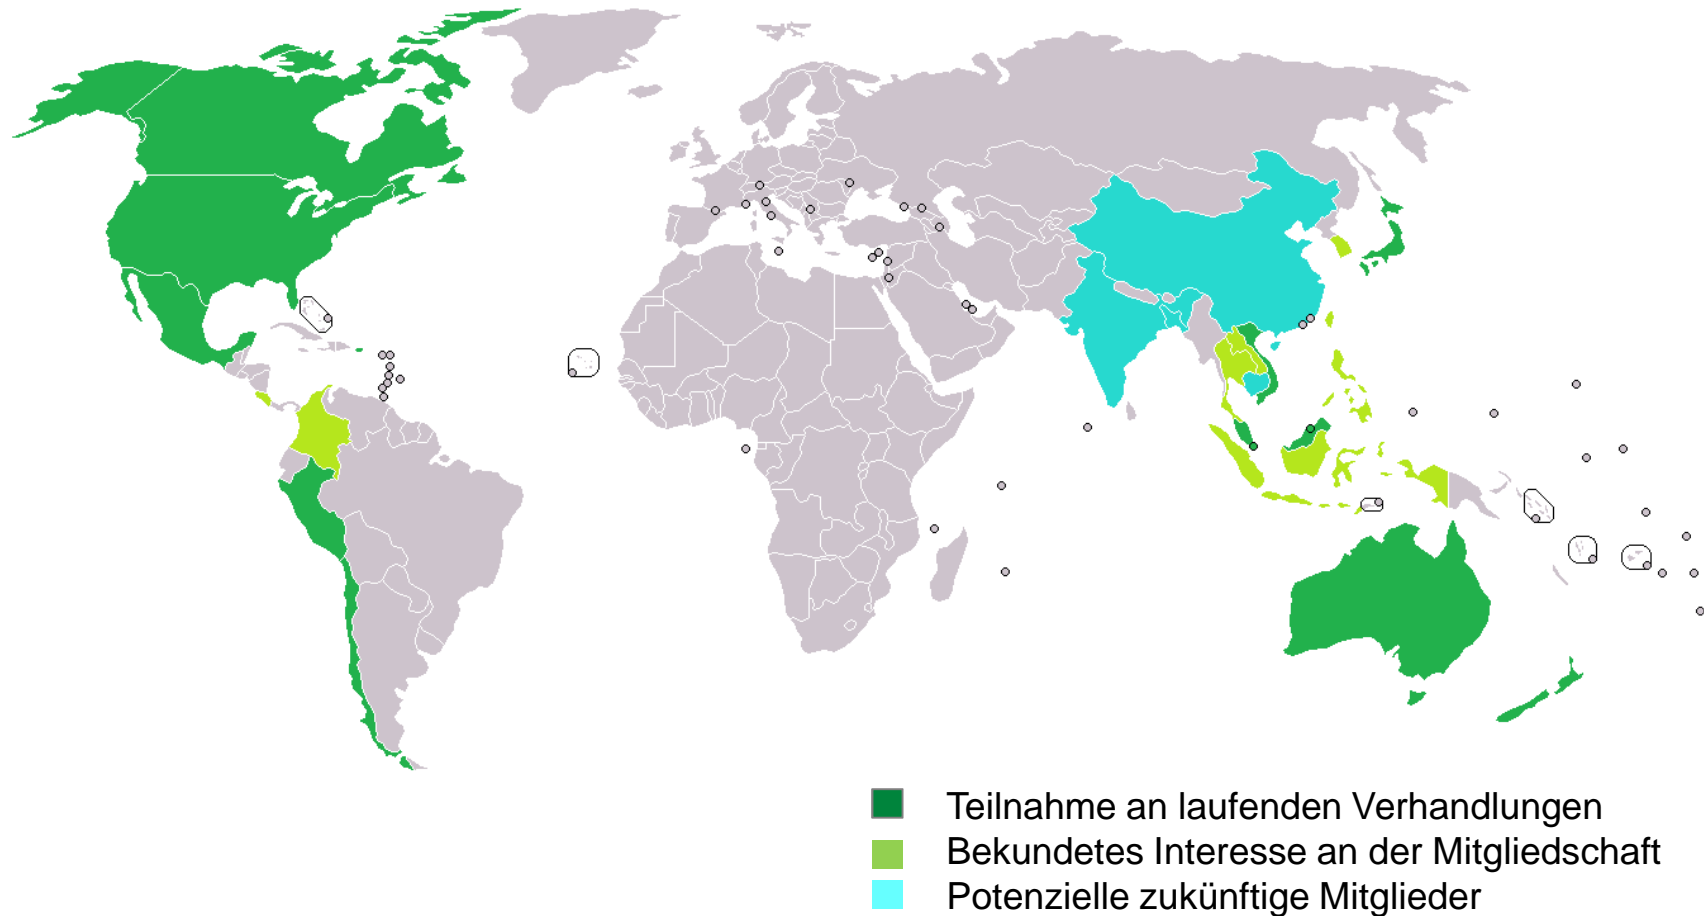 Teilnahme an laufenden Verhandlungen
Bekundetes Interesse an der Mitgliedschaft
Potenzielle zukünftige Mitglieder